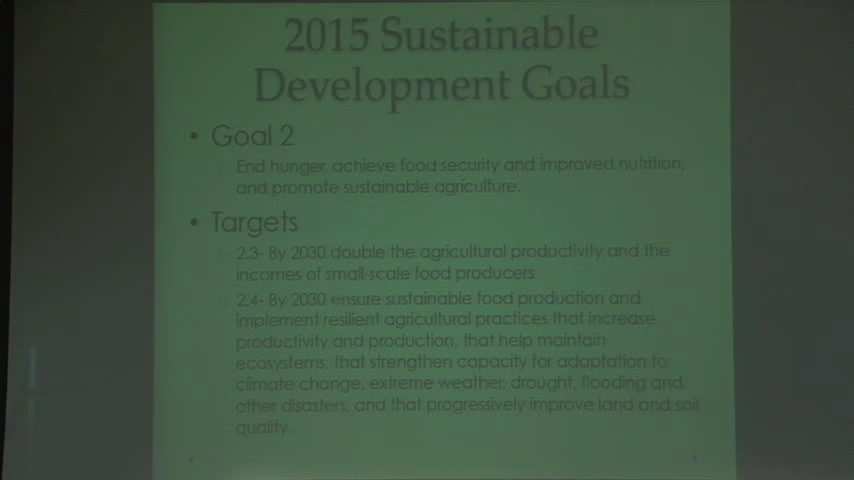 2015 Sustainable
Development Goals
• Goal 2
○ End hunger, achieve food security and improved nutrition,
and promote sustainable agriculture.
• Targets
○ 2.3- By 2030 double the agricultural productivity and the
incomes of small-scale food producers
○ 2.4- By 2030 ensure sustainable food production and
implement resilient agricultural practices that increase
productivity and production, that help maintain
ecosystems, that strengthen capacity for adaptation to
climate change, extreme weather, drought, flooding and
other disasters, and that progressively improve land and soil
quality.